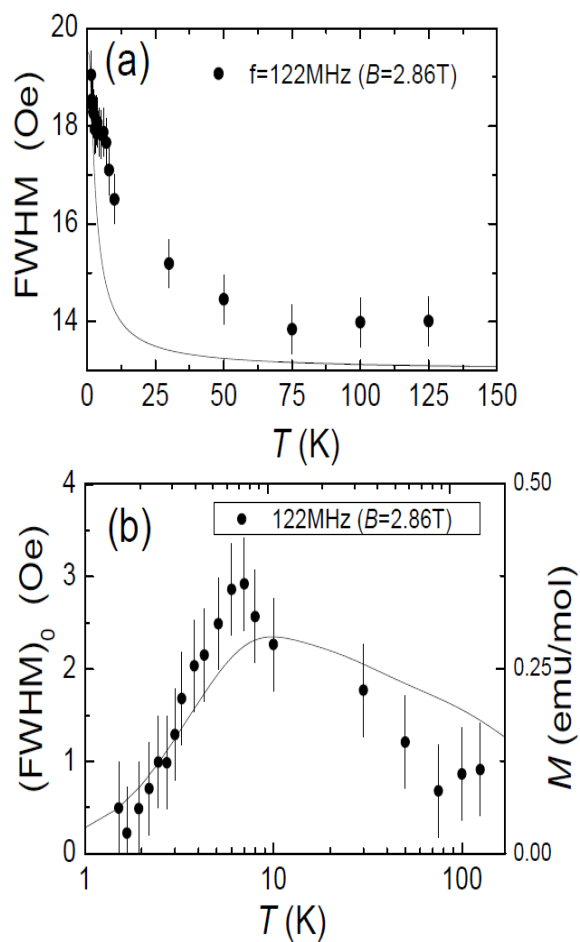 (a)
f=122MHz (B=2.86T)
FWHM (Oe)
20
18
16
14
0 25 50 75 100 125 150
T (K)
(b)
122MHz (B=2.86T)
(FWHM)₀ (Oe)
4
3
2
1
0
0.50
0.25
0.00
M (emu/mol)
1 10 100
T (K)